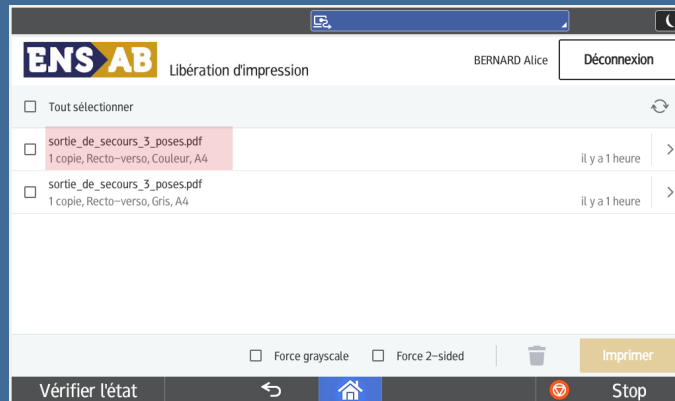 ENSAB
Libération d'impression
BERNARD Alice
Déconnexion
Tout sélectionner
sortie_de_secours_3_poses.pdf
1 copie, Recto-verso, Couleur, A4
il y a 1 heure
sortie_de_secours_3_poses.pdf
1 copie, Recto-verso, Gris, A4
il y a 1 heure
Force grayscale
Force 2-sided
Imprimer
Vérifier l'état
Stop